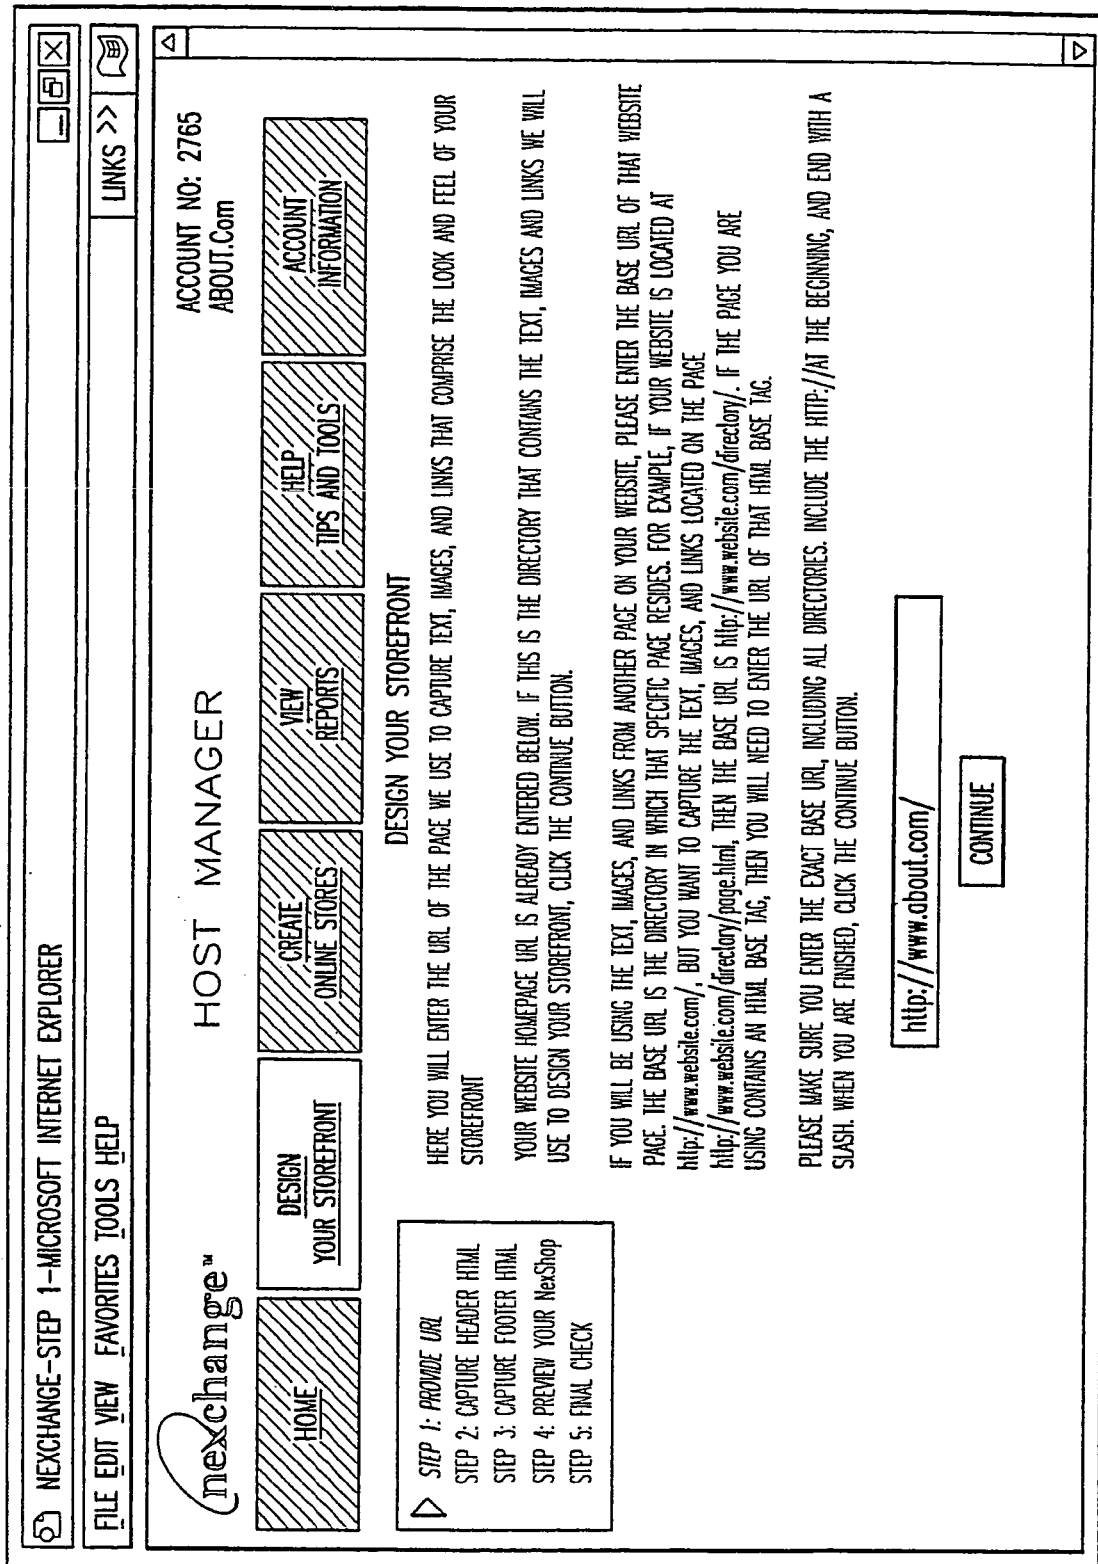 NEXCHANGE-STEP 1-MICROSOFT INTERNET EXPLORER
FILE EDIT VIEW FAVORITES TOOLS HELP
LINKS >>
nexchange™
HOST MANAGER
ACCOUNT NO: 2765
ABOUT.Com
HOME
DESIGN
YOUR STOREFRONT
CREATE
ONLINE STORES
VIEW
REPORTS
HELP
TIPS AND TOOLS
ACCOUNT
INFORMATION
STEP 1: PROVIDE URL
STEP 2: CAPTURE HEADER HTML
STEP 3: CAPTURE FOOTER HTML
STEP 4: PREVIEW YOUR NexShop
STEP 5: FINAL CHECK
DESIGN YOUR STOREFRONT
HERE YOU WILL ENTER THE URL OF THE PAGE WE USE TO CAPTURE TEXT, IMAGES, AND LINKS THAT COMPRISE THE LOOK AND FEEL OF YOUR
STOREFRONT
YOUR WEBSITE HOMEPAGE URL IS ALREADY ENTERED BELOW. IF THIS IS THE DIRECTORY THAT CONTAINS THE TEXT, IMAGES AND LINKS WE WILL
USE TO DESIGN YOUR STOREFRONT, CLICK THE CONTINUE BUTTON.
IF YOU WILL BE USING THE TEXT, IMAGES, AND LINKS FROM ANOTHER PAGE ON YOUR WEBSITE, PLEASE ENTER THE BASE URL OF THAT WEBSITE
PAGE. THE BASE URL IS THE DIRECTORY IN WHICH THAT SPECIFIC PAGE RESIDES. FOR EXAMPLE, IF YOUR WEBSITE IS LOCATED AT
http://www.website.com/, BUT YOU WANT TO CAPTURE THE TEXT, IMAGES, AND LINKS LOCATED ON THE PAGE
http://www.website.com/directory/page.html, THEN THE BASE URL IS http://www.website.com/directory/. IF THE PAGE YOU ARE
USING CONTAINS AN HTML BASE TAG, THEN YOU WILL NEED TO ENTER THE URL OF THAT HTML BASE TAG.
PLEASE MAKE SURE YOU ENTER THE EXACT BASE URL, INCLUDING ALL DIRECTORIES. INCLUDE THE HTTP://AT THE BEGINNING, AND END WITH A
SLASH. WHEN YOU ARE FINISHED, CLICK THE CONTINUE BUTTON.
http://www.about.com/
CONTINUE